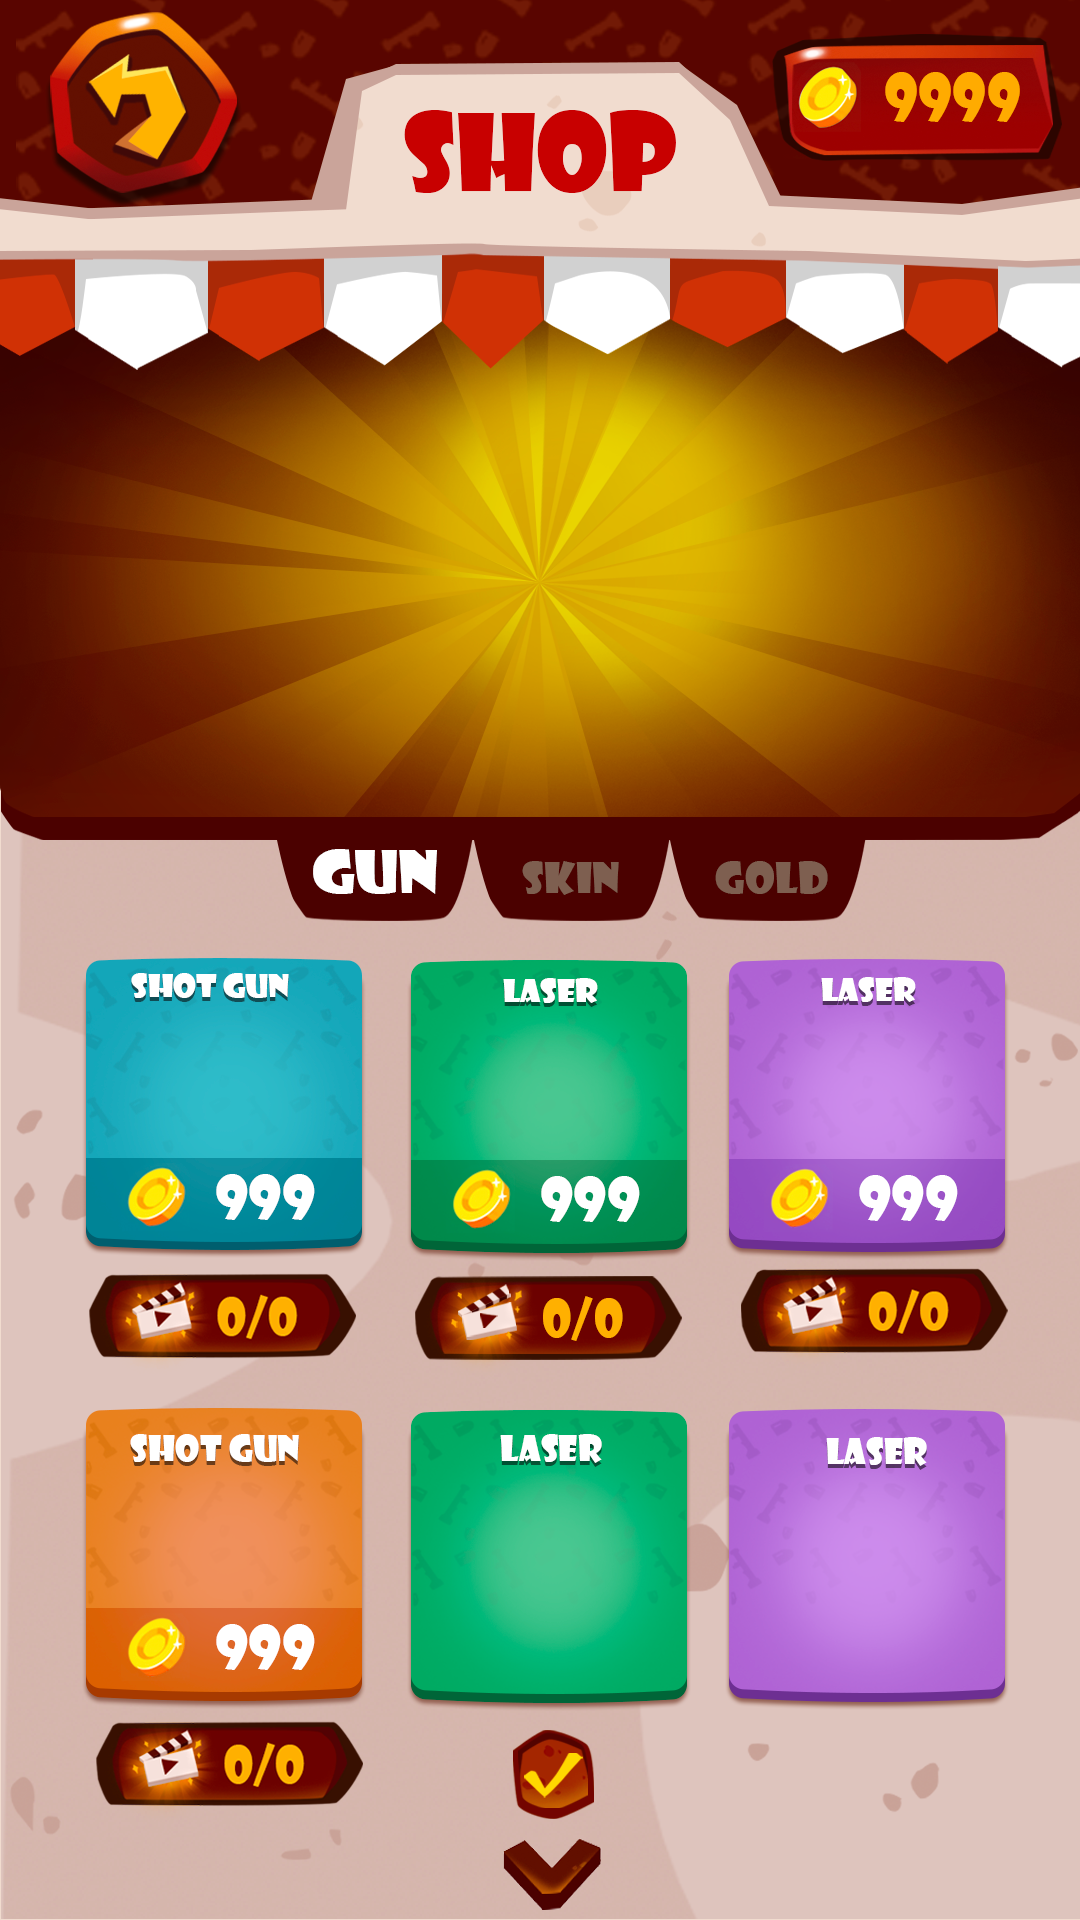 9999
SHOP
GUN SKIN GOLD
SHOT GUN LASER LASER
999 999 999
0/0 0/0 0/0
SHOT GUN LASER LASER
999
0/0